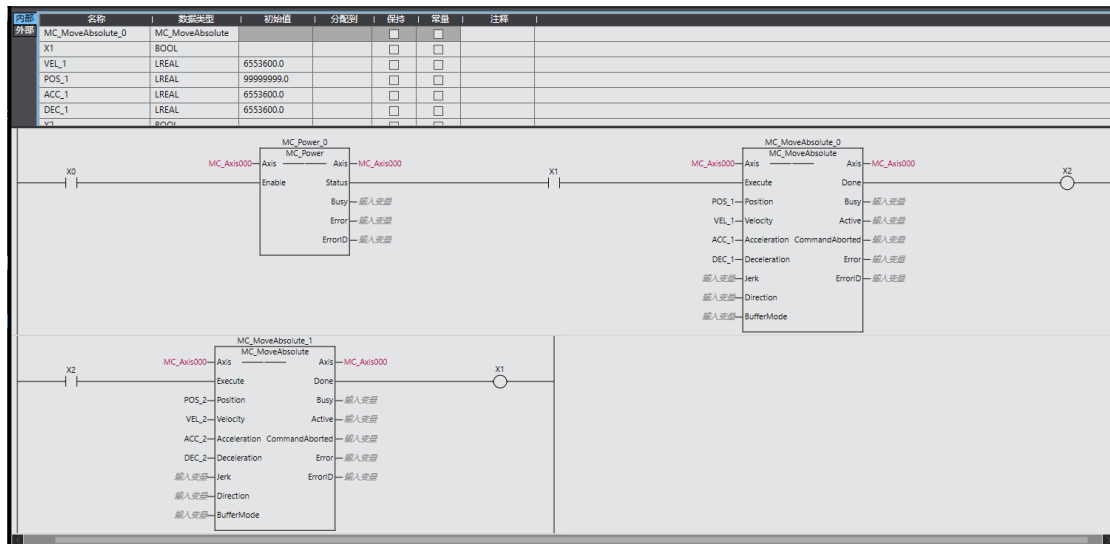 内部 名称 数据类型 初始值 分配到 保持 常量 注释
外部 MC_MoveAbsolute_0 MC_MoveAbsolute
X1 BOOL
VEL_1 LREAL 6553600.0
POS_1 LREAL 99999999.0
ACC_1 LREAL 6553600.0
DEC_1 LREAL 6553600.0
X2 BOOL
MC_Power_0
MC_Power
MC_Axis000 Axis Axis MC_Axis000
X0
Enable Status
Busy 输入变量
Error 输入变量
ErrorID 输入变量
X1
MC_MoveAbsolute_0
MC_MoveAbsolute
MC_Axis000 Axis Axis MC_Axis000
Execute Done
X2
POS_1 Position Busy 输入变量
VEL_1 Velocity Active 输入变量
ACC_1 Acceleration CommandAborted 输入变量
DEC_1 Deceleration Error 输入变量
输入变量 Jerk ErrorID 输入变量
输入变量 Direction
输入变量 BufferMode
MC_MoveAbsolute_1
MC_MoveAbsolute
MC_Axis000 Axis Axis MC_Axis000
X2
Execute Done
X1
POS_2 Position Busy 输入变量
VEL_2 Velocity Active 输入变量
ACC_2 Acceleration CommandAborted 输入变量
DEC_2 Deceleration Error 输入变量
输入变量 Jerk ErrorID 输入变量
输入变量 Direction
输入变量 BufferMode